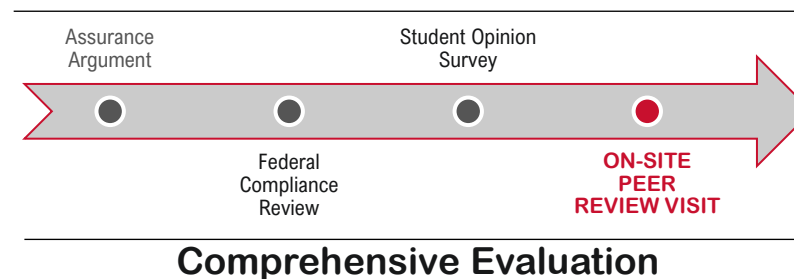 Assurance
Argument
Federal
Compliance
Review
Student Opinion
Survey
ON-SITE
PEER
REVIEW VISIT
Comprehensive Evaluation